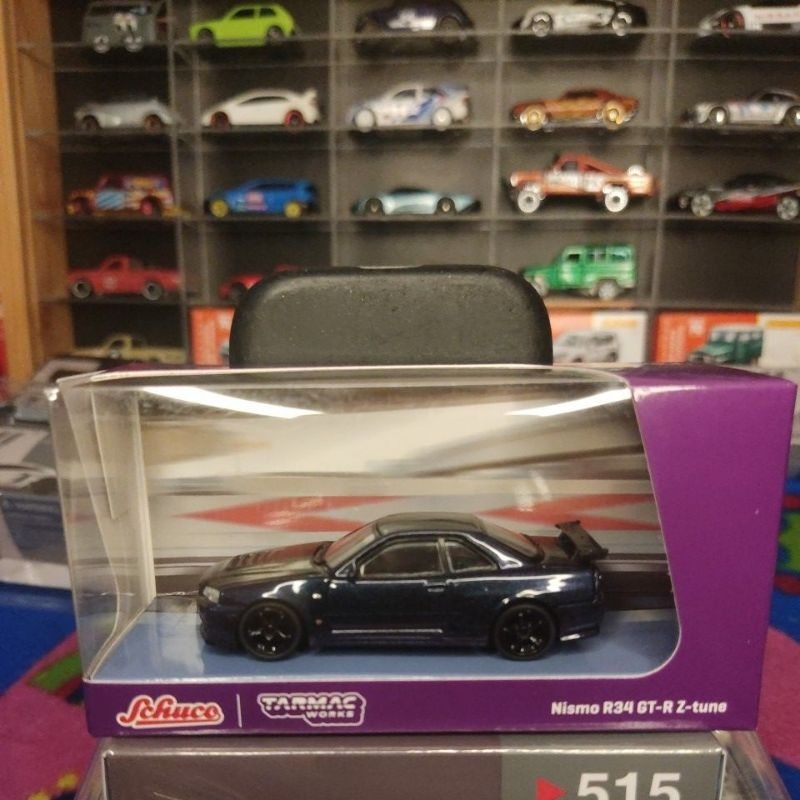 Schuco
TARMAC
WORKS
Nismo R34 GT-R Z-tune
515